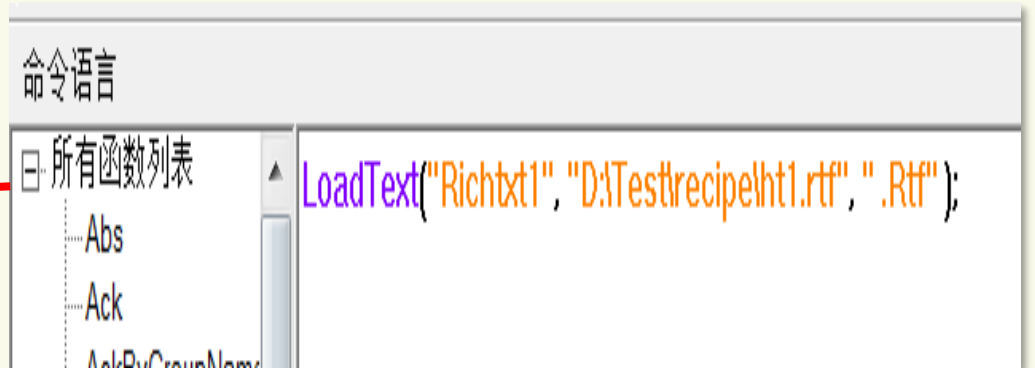 命令语言
所有函数列表
LoadText("Richtxt1", "D:\Test\recipe\ht1.rtf", ".Rtf" );
Abs
Ack
AckByGroupName